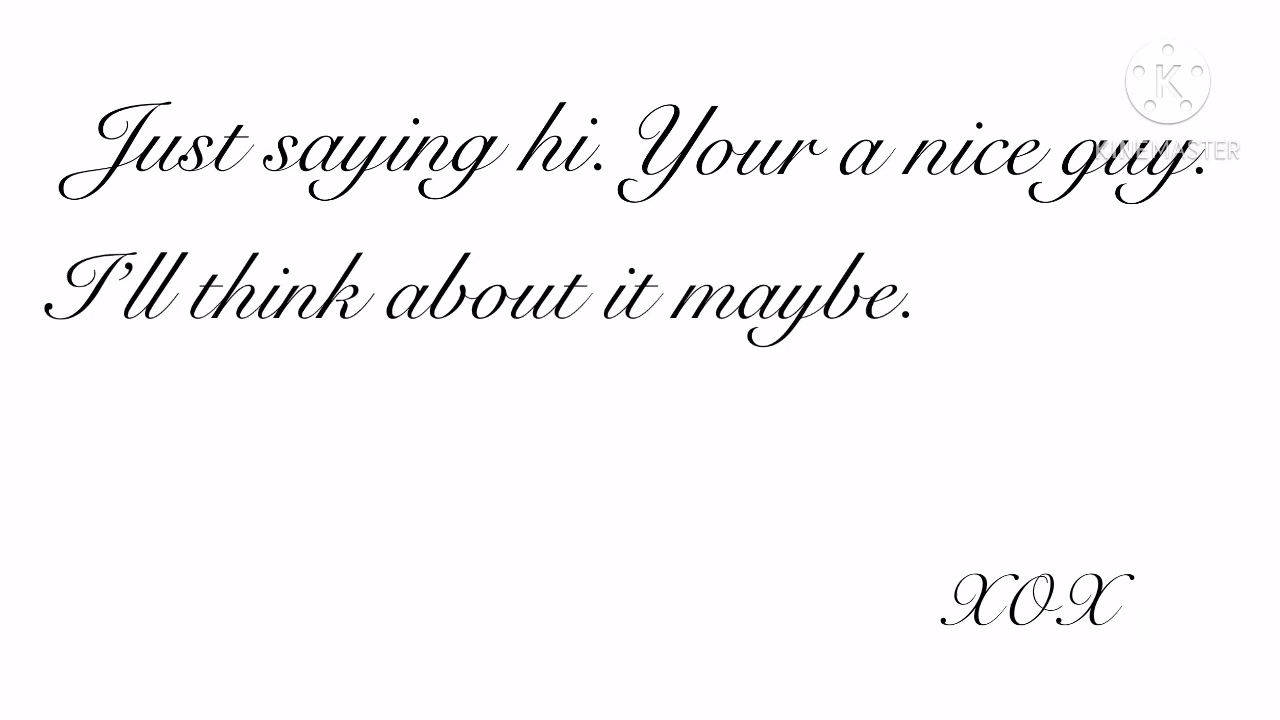 Just saying hi. Your a nice guy.
K
KINEMASTER
I'll think about it maybe.
XOX